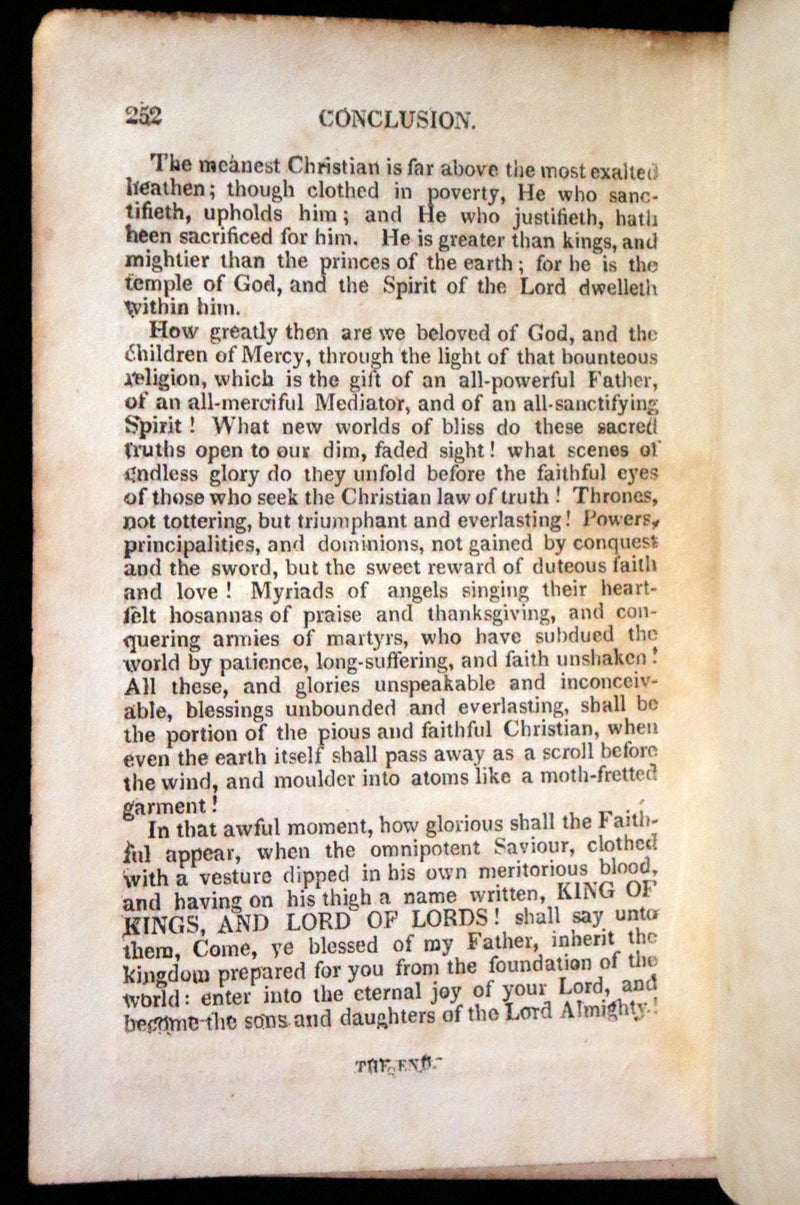 252 CONCLUSION.
The meanest Christian is far above the most exalted
heathen; though clothed in poverty, He who sanc-
tifieth, upholds him; and He who justifieth, hath
been sacrificed for him. He is greater than kings, and
mightier than the princes of the earth; for he is the
temple of God, and the Spirit of the Lord dwelleth
within him.
How greatly then are we beloved of God, and the
children of Mercy, through the light of that bounteous
religion, which is the gift of an all-powerful Father,
of an all-merciful Mediator, and of an all-sanctifying
Spirit! What new worlds of bliss do these sacred
truths open to our dim, faded sight! what scenes of
endless glory do they unfold before the faithful eyes
of those who seek the Christian law of truth! Thrones,
not tottering, but triumphant and everlasting! Powers,
principalities, and dominions, not gained by conquest
and the sword, but the sweet reward of duteous faith
and love! Myriads of angels singing their heart-
felt hosannas of praise and thanksgiving, and con-
quering armies of martyrs, who have subdued the
world by patience, long-suffering, and faith unshaken!
All these, and glories unspeakable and inconceiv-
able, blessings unbounded and everlasting, shall be
the portion of the pious and faithful Christian, when
even the earth itself shall pass away as a scroll before
the wind, and moulder into atoms like a moth-fretted
garment!
In that awful moment, how glorious shall the Faith-
ful appear, when the omnipotent Saviour, clothed
with a vesture dipped in his own meritorious blood,
and having on his thigh a name written, KING OF
KINGS, AND LORD OF LORDS! shall say unto
them, Come, ye blessed of my Father, inherit the
kingdom prepared for you from the foundation of the
world: enter into the eternal joy of your Lord, and
become the sons and daughters of the Lord Almighty!
THE END.